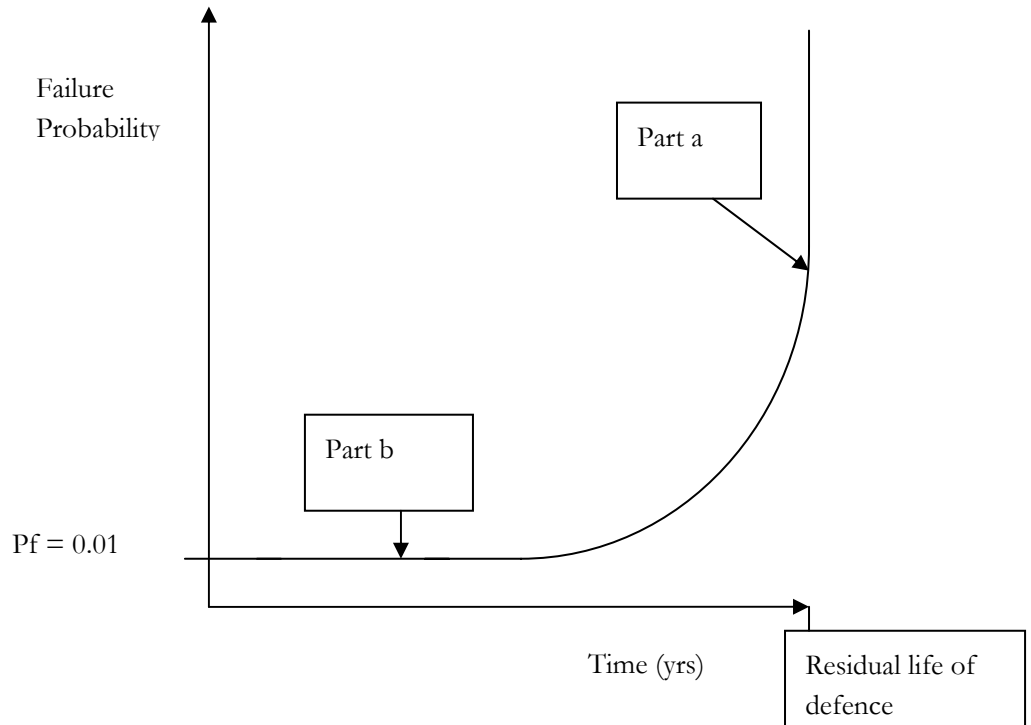 Failure
Probability
Part a
Part b
Pf = 0.01
Time (yrs)
Residual life of
defence